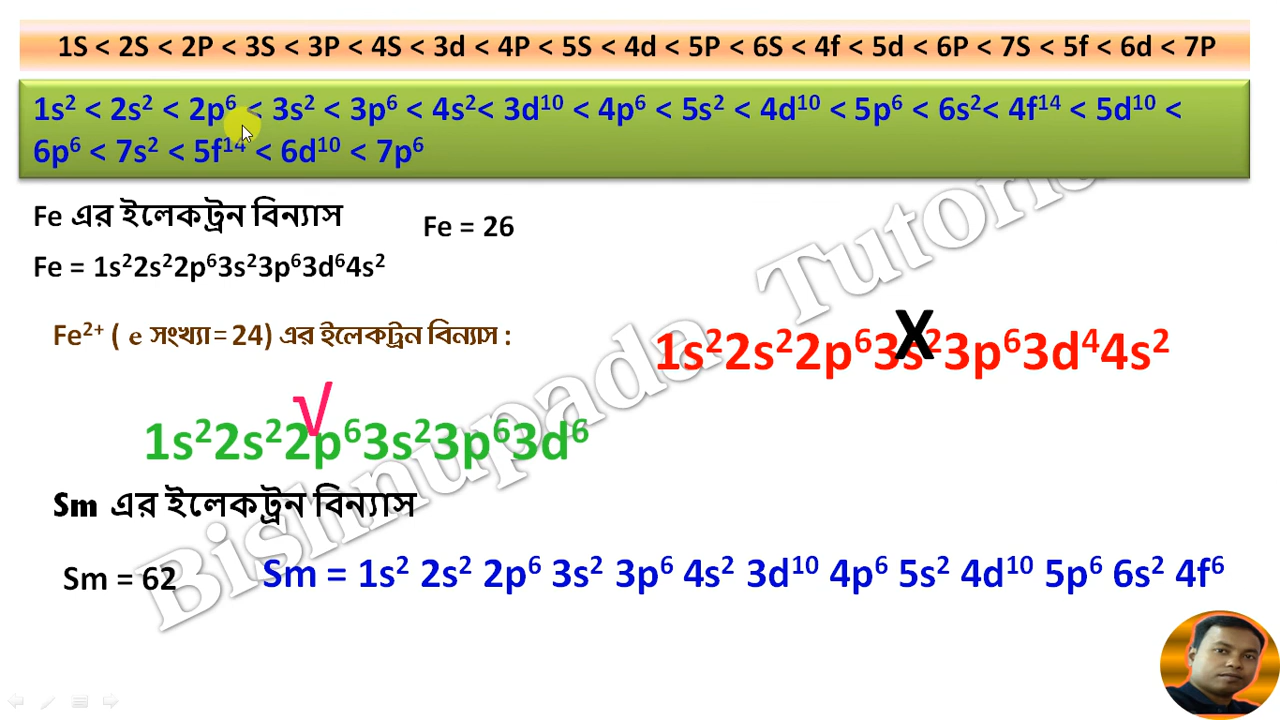 1S < 2S < 2P < 3S < 3P < 4S < 3d < 4P < 5S < 4d < 5P < 6S < 4f < 5d < 6P < 7S < 5f < 6d < 7P
1s² < 2s² < 2p⁶ < 3s² < 3p⁶ < 4s²< 3d¹⁰ < 4p⁶ < 5s² < 4d¹⁰ < 5p⁶ < 6s²< 4f¹⁴ < 5d¹⁰ <
6p⁶ < 7s² < 5f¹⁴ < 6d¹⁰ < 7p⁶
Fe এর ইলেকট্রন বিন্যাস
Fe = 26
Fe = 1s²2s²2p⁶3s²3p⁶3d⁶4s²
Fe²⁺ ( e সংখ্যা = 24) এর ইলেকট্রন বিন্যাস :
X
1s²2s²2p⁶3s²3p⁶3d⁴4s²
√
1s²2s²2p⁶3s²3p⁶3d⁶
Sm এর ইলেকট্রন বিন্যাস
Sm = 62
Sm = 1s² 2s² 2p⁶ 3s² 3p⁶ 4s² 3d¹⁰ 4p⁶ 5s² 4d¹⁰ 5p⁶ 6s² 4f⁶
Bishnupada Tutoria